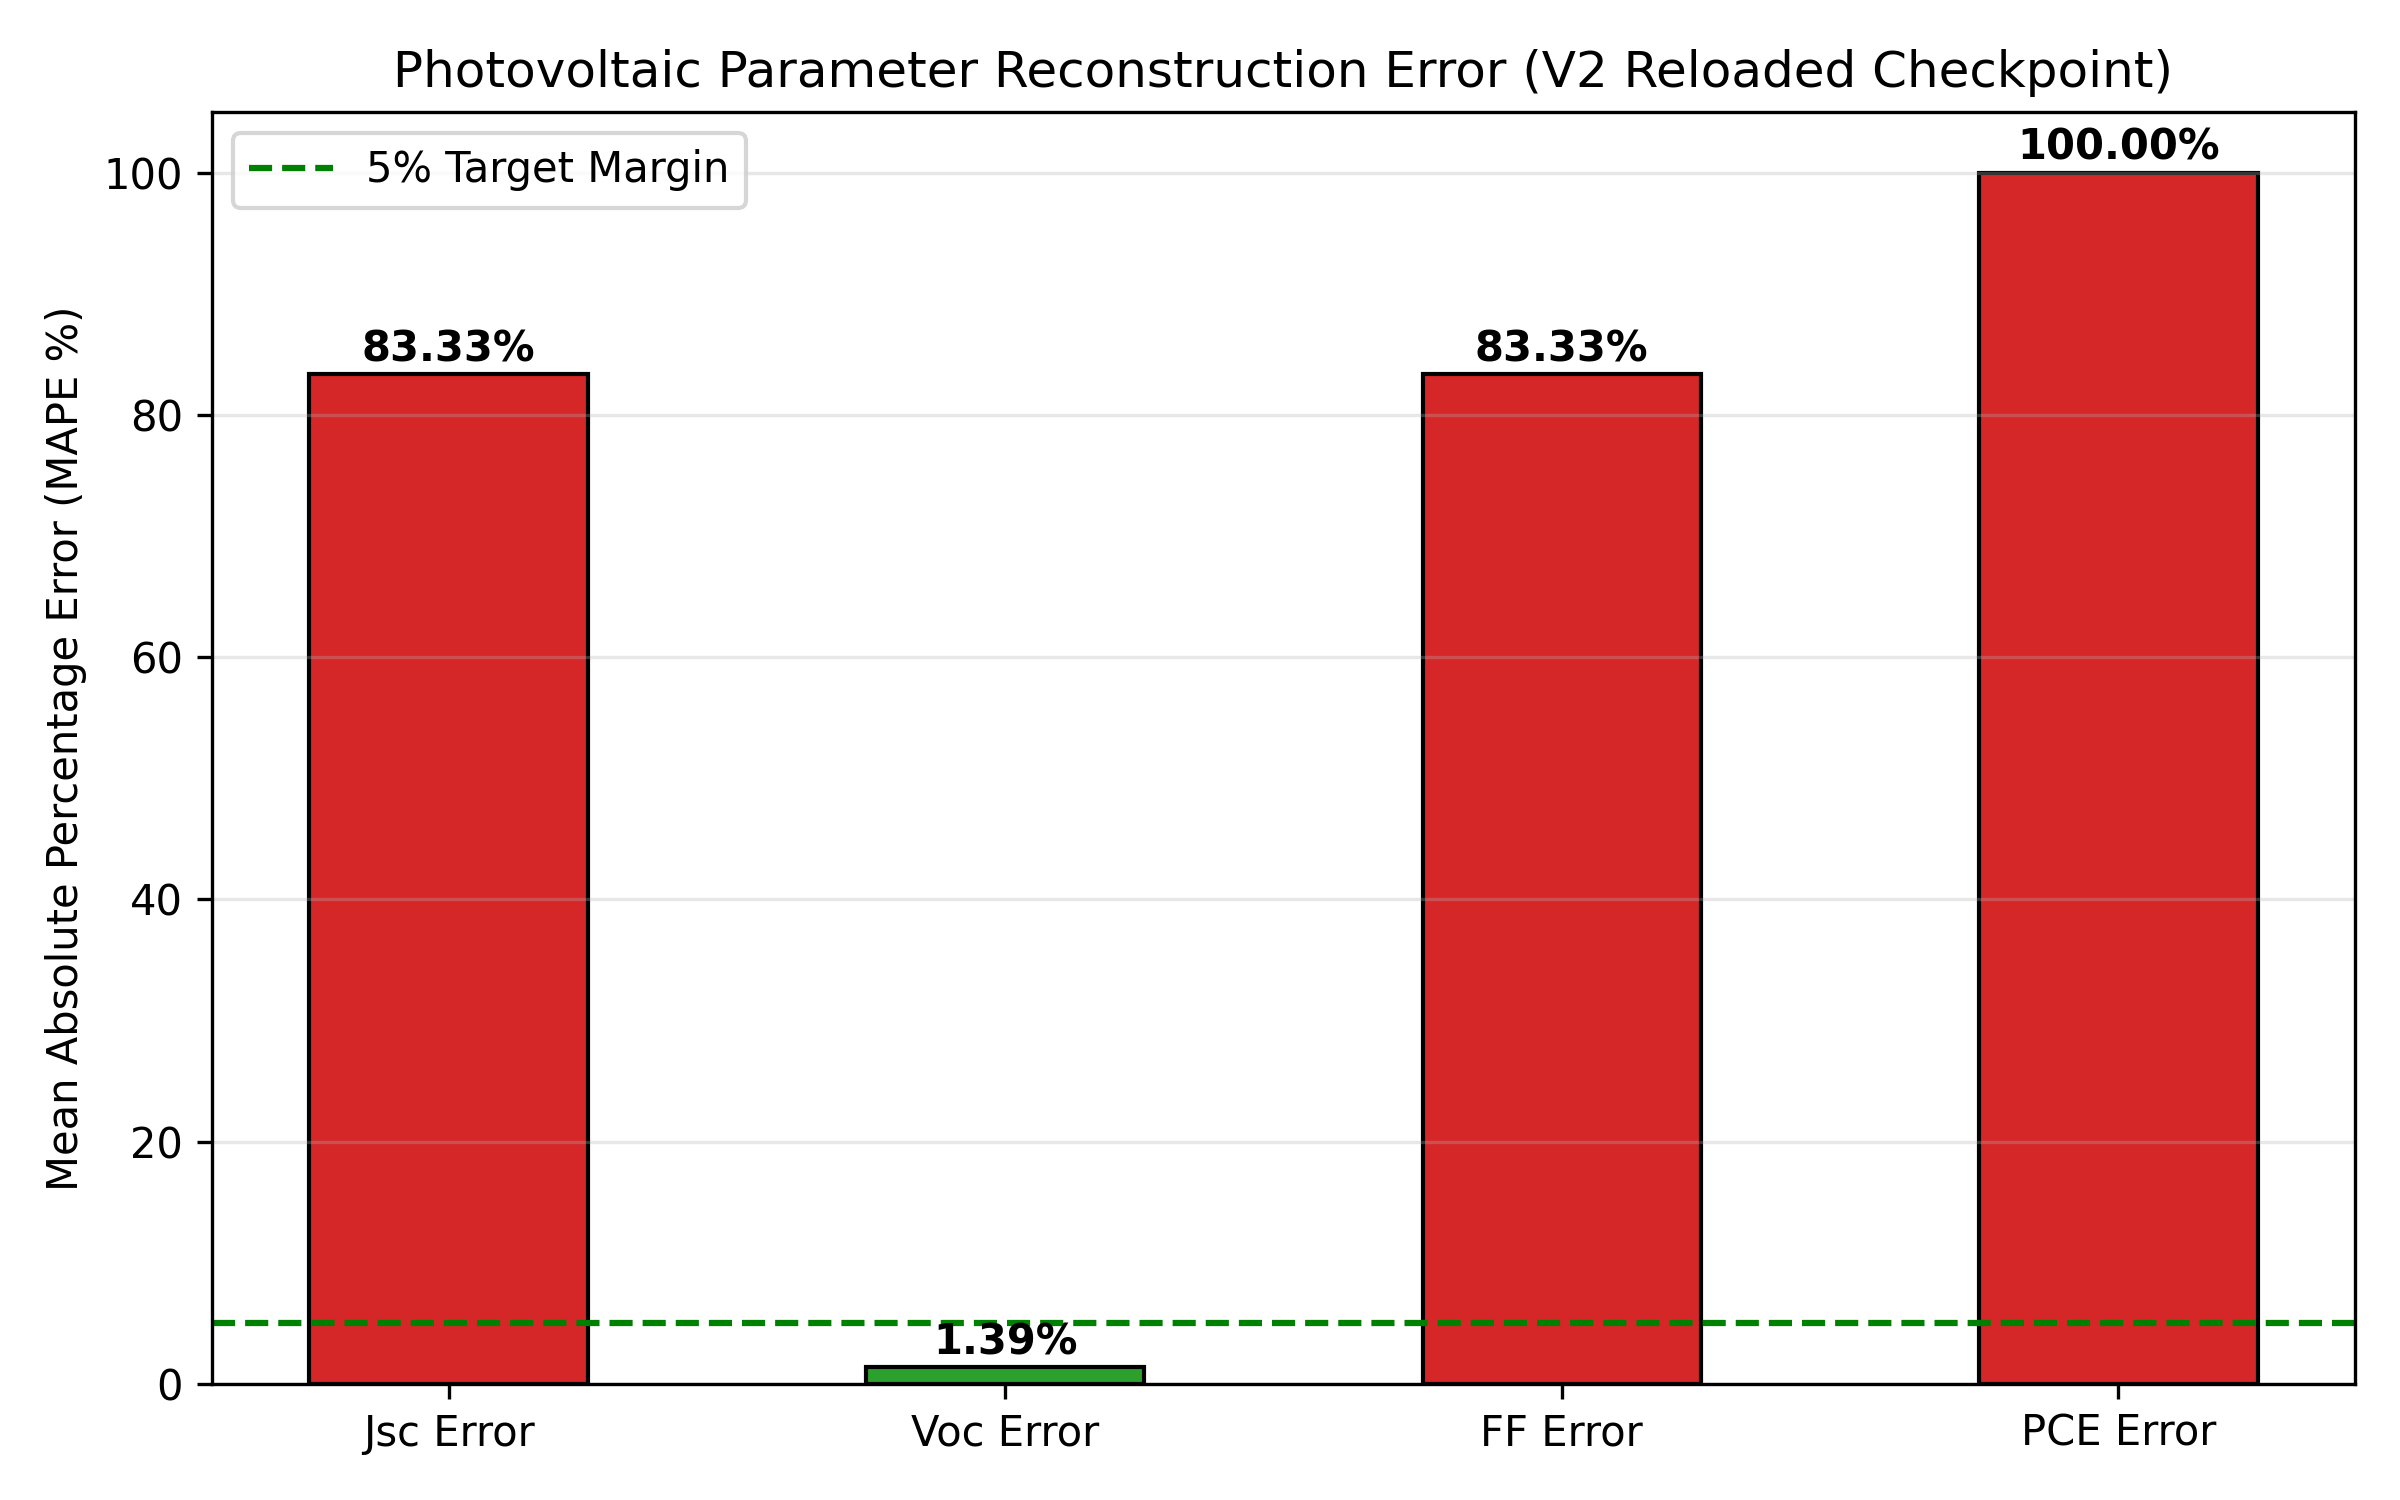 Photovoltaic Parameter Reconstruction Error (V2 Reloaded Checkpoint)
Mean Absolute Percentage Error (MAPE %)
5% Target Margin
100
80
60
40
20
0
83.33%
1.39%
83.33%
100.00%
Jsc Error
Voc Error
FF Error
PCE Error